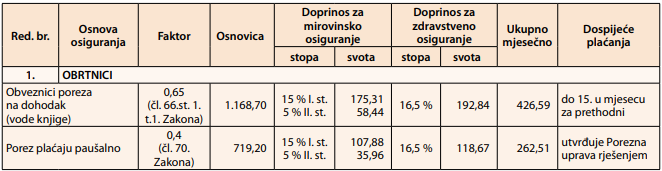 Red. br. Osnova osiguranja Faktor Osnovica Doprinos za mirovinsko osiguranje Doprinos za zdravstveno osiguranje Ukupno mjesečno Dospijeće plaćanja
stopa svota stopa svota
1. OBRTNICI
Obveznici poreza 0,65 15 % I. st. 175,31 do 15. u mjesecu
na dohodak (čl. 66.st. 1. 1.168,70 5 % II. st. 58,44 16,5 % 192,84 426,59 za prethodni
(vode knjige) t.1. Zakona)
Porez plaćaju paušalno 0,4 719,20 15 % I. st. 107,88 16,5 % 118,67 262,51 utvrđuje Porezna
(čl. 70. 5 % II. st. 35,96 uprava rješenjem
Zakona)